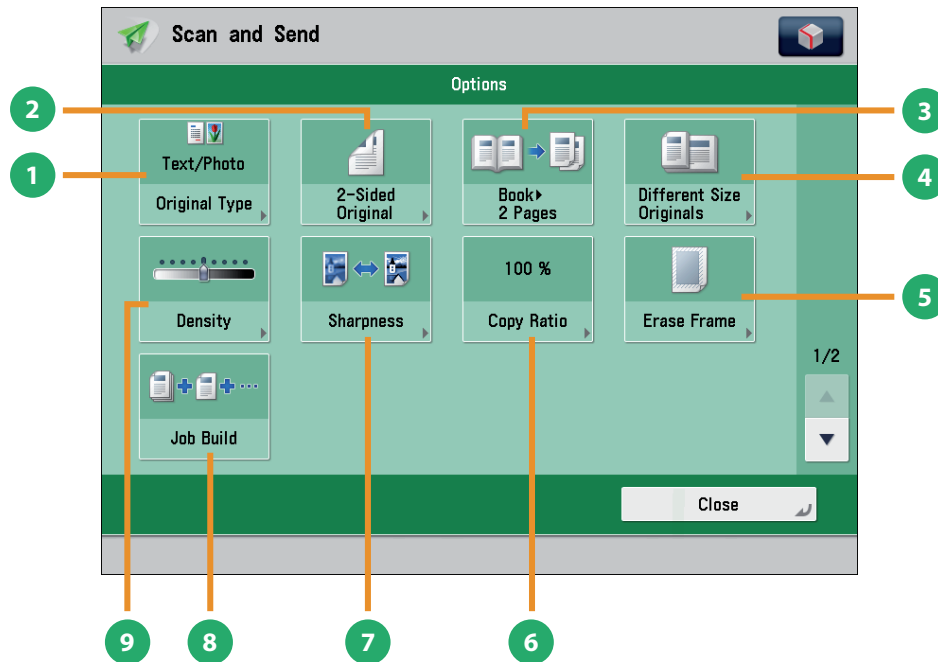 Scan and Send
Options
2
3
1
4
Text/Photo
Original Type
2-Sided
Original
Book▸
2 Pages
Different Size
Originals
5
100 %
Density
Sharpness
Copy Ratio
Erase Frame
1/2
Job Build
Close
9
8
7
6